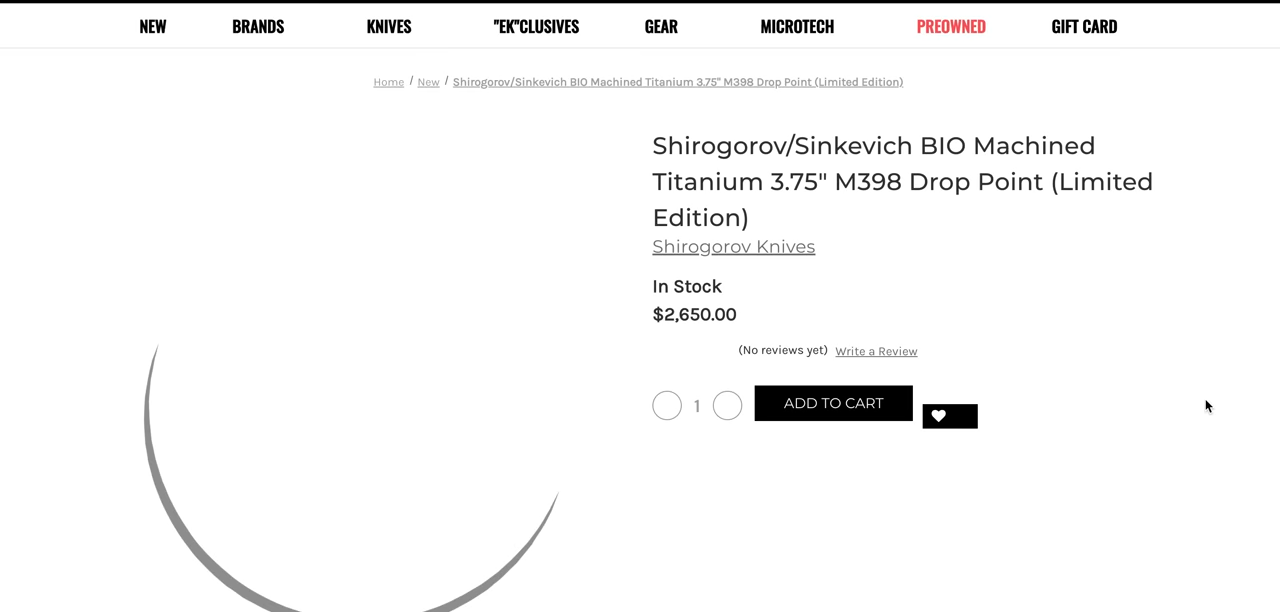 NEW BRANDS KNIVES "EK"CLUSIVES GEAR MICROTECH PREOWNED GIFT CARD
Home / New / Shirogorov/Sinkevich BIO Machined Titanium 3.75" M398 Drop Point (Limited Edition)
Shirogorov/Sinkevich BIO Machined
Titanium 3.75" M398 Drop Point (Limited
Edition)
Shirogorov Knives
In Stock
$2,650.00
(No reviews yet) Write a Review
1 ADD TO CART